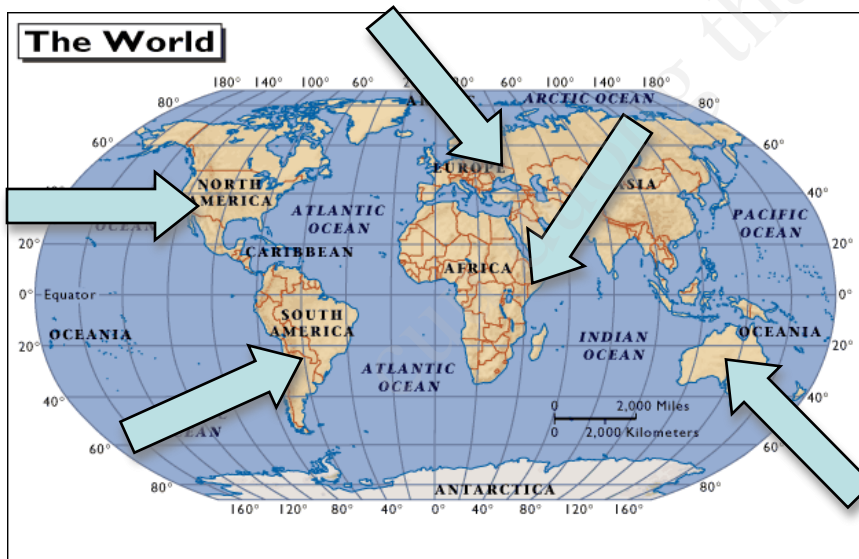 The World
180° 140° 100° 60° 20° 60° 100° 140° 180°
ARCTIC OCEAN
80° 80°
60° 60°
EUROPE
NORTH
AMERICA
ASIA
40° 40°
ATLANTIC
OCEAN
PACIFIC
OCEAN
OCEAN
20° 20°
CARIBBEAN
AFRICA
0° Equator 0°
SOUTH
AMERICA
OCEANIA
INDIAN
OCEAN
OCEANIA
20° 20°
ATLANTIC
OCEAN
40° 40°
0 2,000 Miles
0 2,000 Kilometers
60° 60°
80° 80°
ANTARCTICA
160° 120° 80° 40° 0° 40° 80° 120° 160°